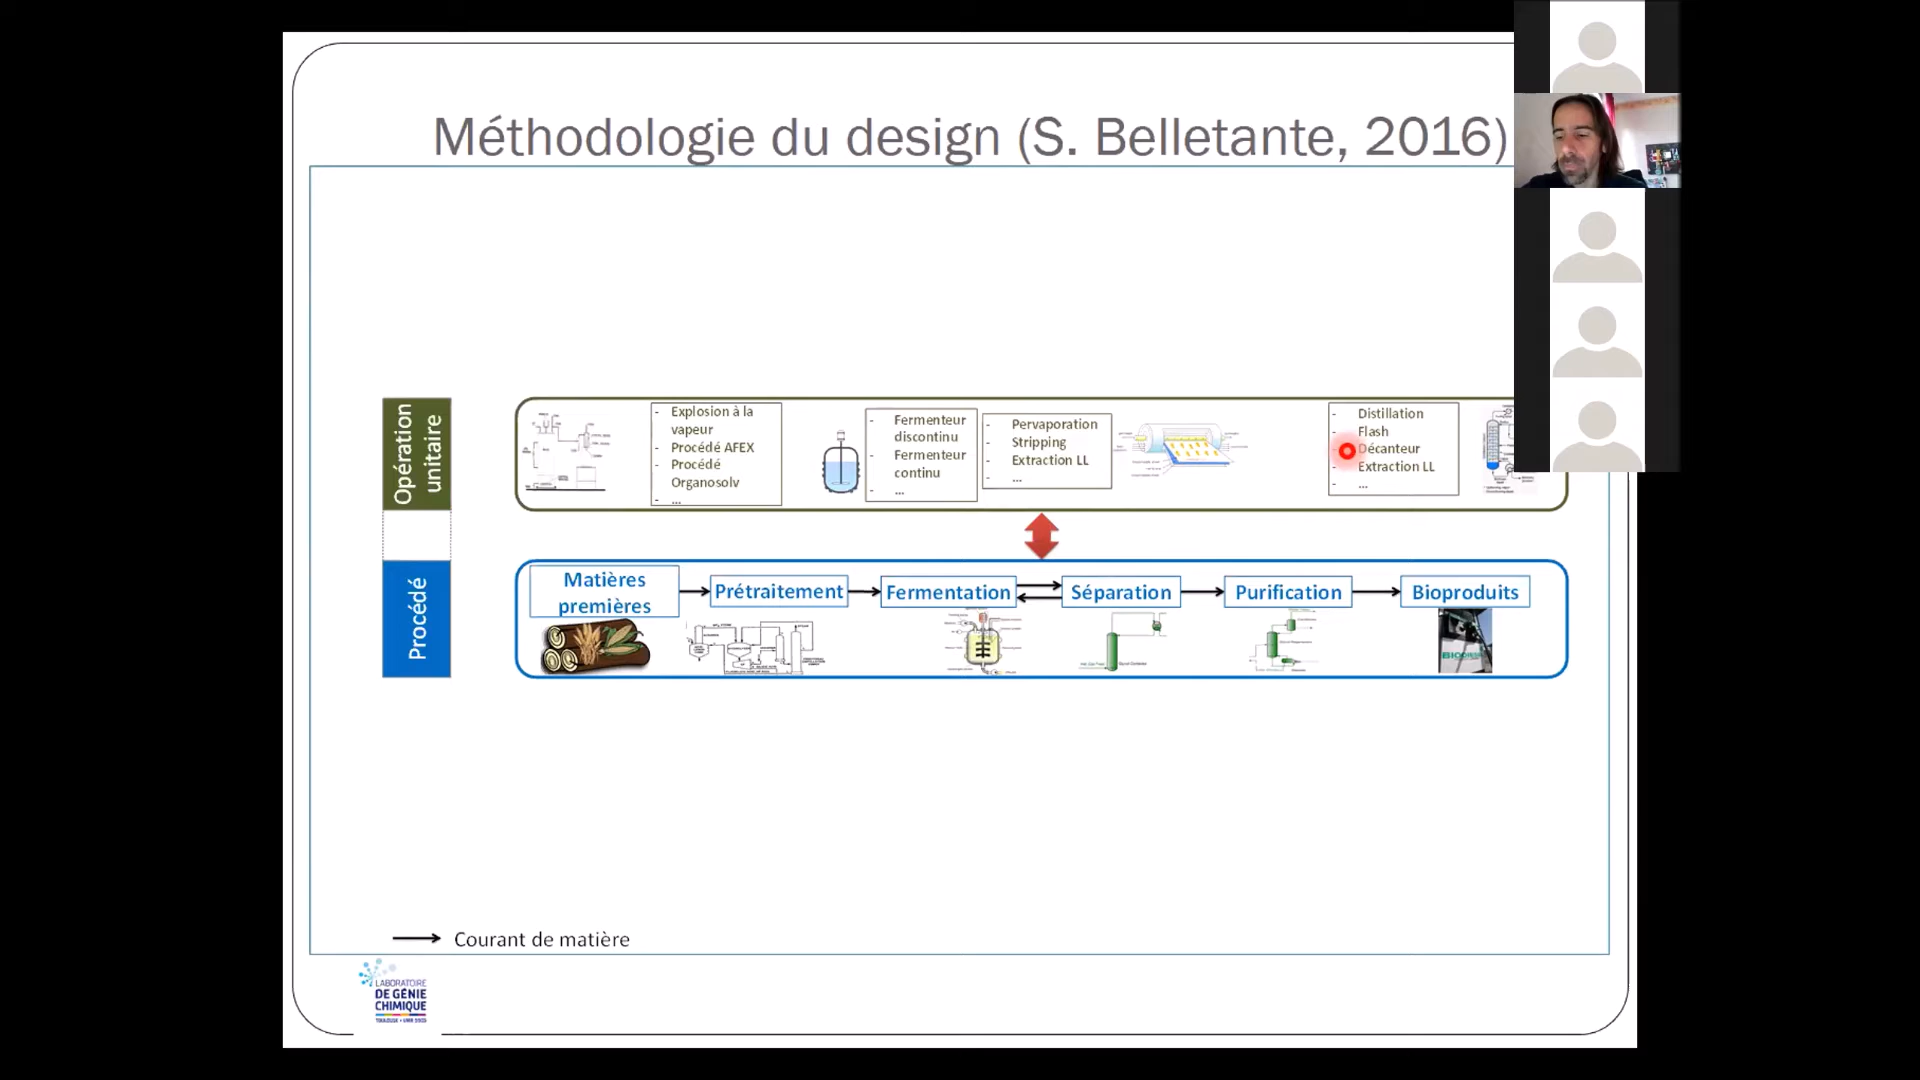 Méthodologie du design (S. Belletante, 2016)
Opération
unitaire
- Explosion à la
vapeur
- Procédé AFEX
- Procédé
Organosolv
- ...
- Fermenteur
discontinu
- Fermenteur
continu
- ...
- Pervaporation
- Stripping
- Extraction LL
- ...
- Distillation
- Flash
Décanteur
- Extraction LL
- ...
Procédé
Matières
premières
Prétraitement
Fermentation
Séparation
Purification
Bioproduits
Courant de matière
LABORATOIRE
DE GÉNIE
CHIMIQUE